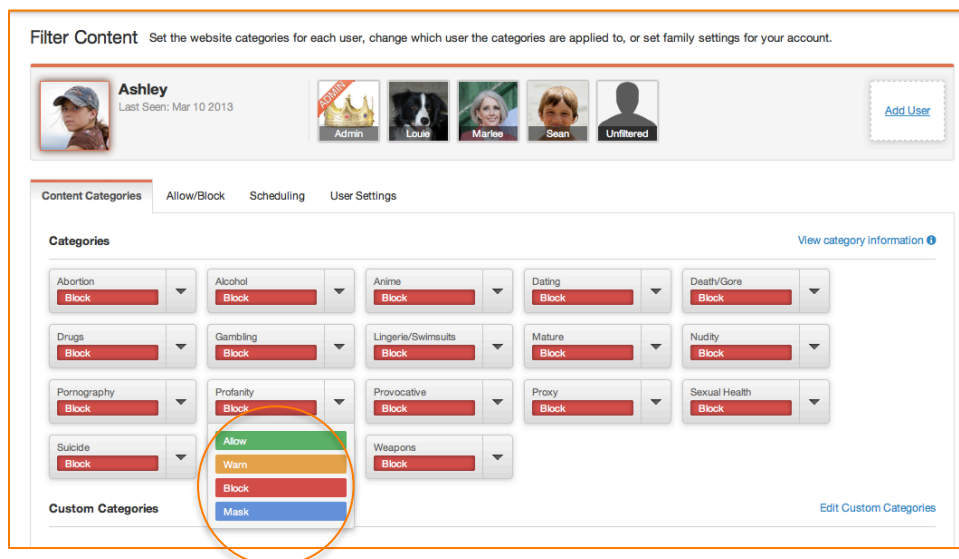 Filter Content Set the website categories for each user, change which user the categories are applied to, or set family settings for your account.
Ashley
Last Seen: Mar 10 2013
ADMIN
Admin Louie Marlee Sean Unfiltered
Add User
Content Categories Allow/Block Scheduling User Settings
Categories View category information
Abortion Alcohol Anime Dating Death/Gore
Block Block Block Block Block
Drugs Gambling Lingerie/Swimsuits Mature Nudity
Block Block Block Block Block
Pornography Profanity Provocative Proxy Sexual Health
Block Block Block Block Block
Suicide Weapons
Block Block
Allow
Warn
Block
Mask
Custom Categories Edit Custom Categories